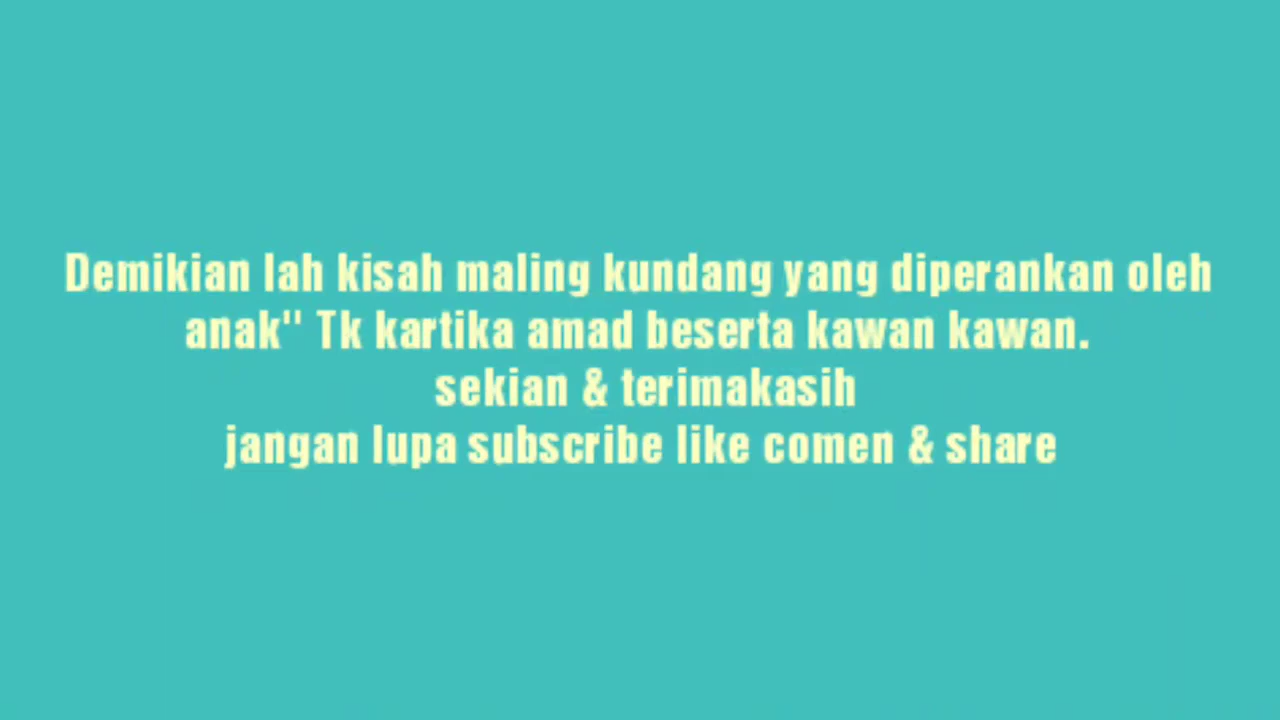 Demikian lah kisah maling kundang yang diperankan oleh
anak" Tk kartika amad beserta kawan kawan.
sekian & terimakasih
jangan lupa subscribe like comen & share